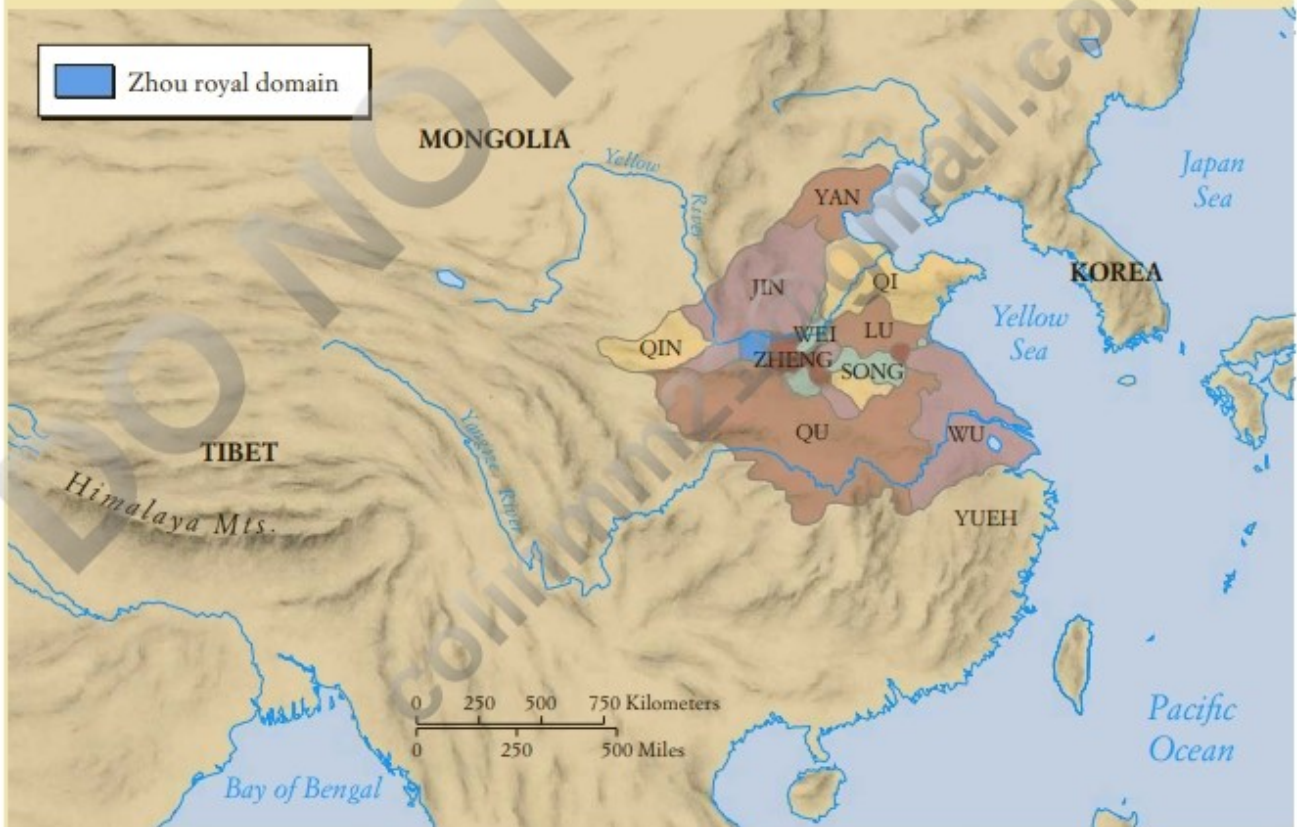 Zhou royal domain
MONGOLIA
Yellow
River
Japan
Sea
YAN
KOREA
JIN
QI
Yellow
Sea
WEI
LU
QIN
ZHENG
SONG
QU
WU
Yangtze
River
TIBET
Himalaya Mts.
YUEH
0 250 500 750 Kilometers
0 250 500 Miles
Pacific
Ocean
Bay of Bengal
DO NOT